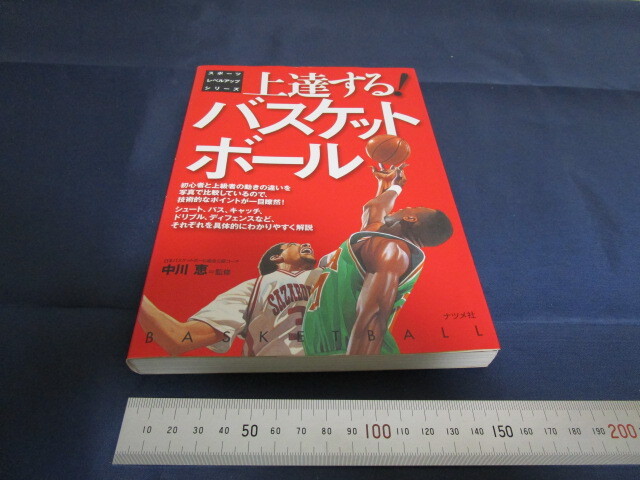 スポーツ
レベルアップ
シリーズ
上達する!
バスケット
ボール
初心者と上級者の動きの違いを
写真で比較しているので、
技術的なポイントが一目瞭然!
シュート、パス、キャッチ、
ドリブル、ディフェンスなど、
それぞれを具体的にわかりやすく解説
中川 恵=監修
SAZABO
ナツメ社
BASKETBALL
10 20 30 40 50 60 70 80 90 100 110 120 130 140 150 160 170 180 190 200